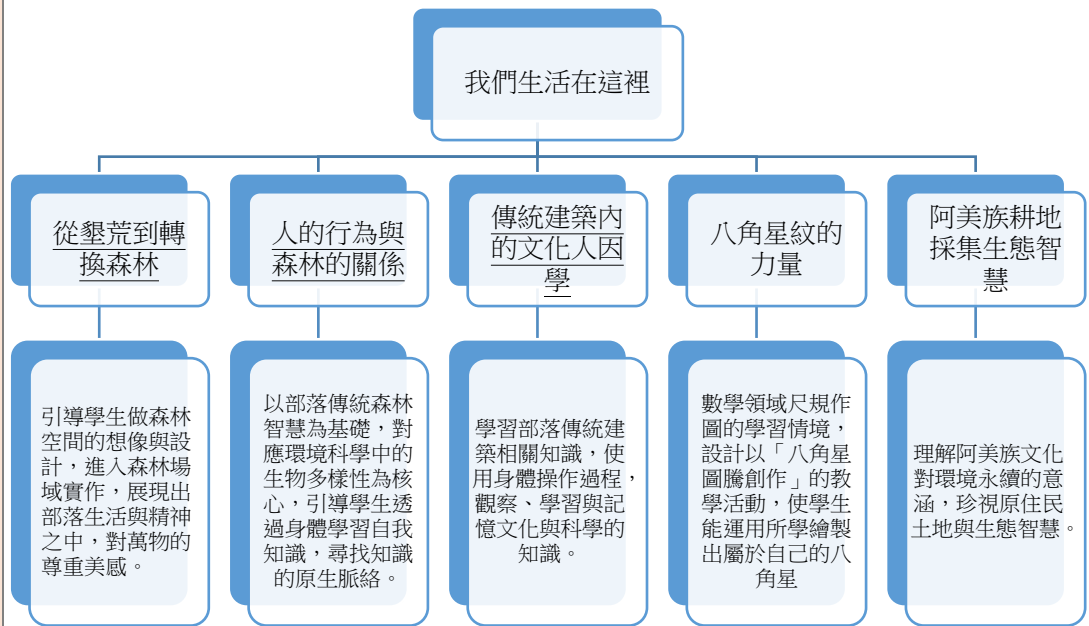 我們生活在這裡
從墾荒到轉
換森林
人的行為與
森林的關係
傳統建築內
的文化人因
學
八角星紋的
力量
阿美族耕地
採集生態智
慧
引導學生做森林
空間的想像與設
計，進入森林場
域實作，展現出
部落生活與精神
之中，對萬物的
尊重美感。
以部落傳統森林
智慧為基礎，對
應環境科學中的
生物多樣性為核
心，引導學生透
過身體學習自我
知識，尋找知識
的原生脈絡。
學習部落傳統建
築相關知識，使
用身體操作過程，
觀察、學習與記
憶文化與科學的
知識。
數學領域尺規作
圖的學習情境，
設計以「八角星
圖騰創作」的教
學活動，使學生
能運用所學繪製
出屬於自己的八
角星
理解阿美族文化
對環境永續的意
涵，珍視原住民
土地與生態智慧。